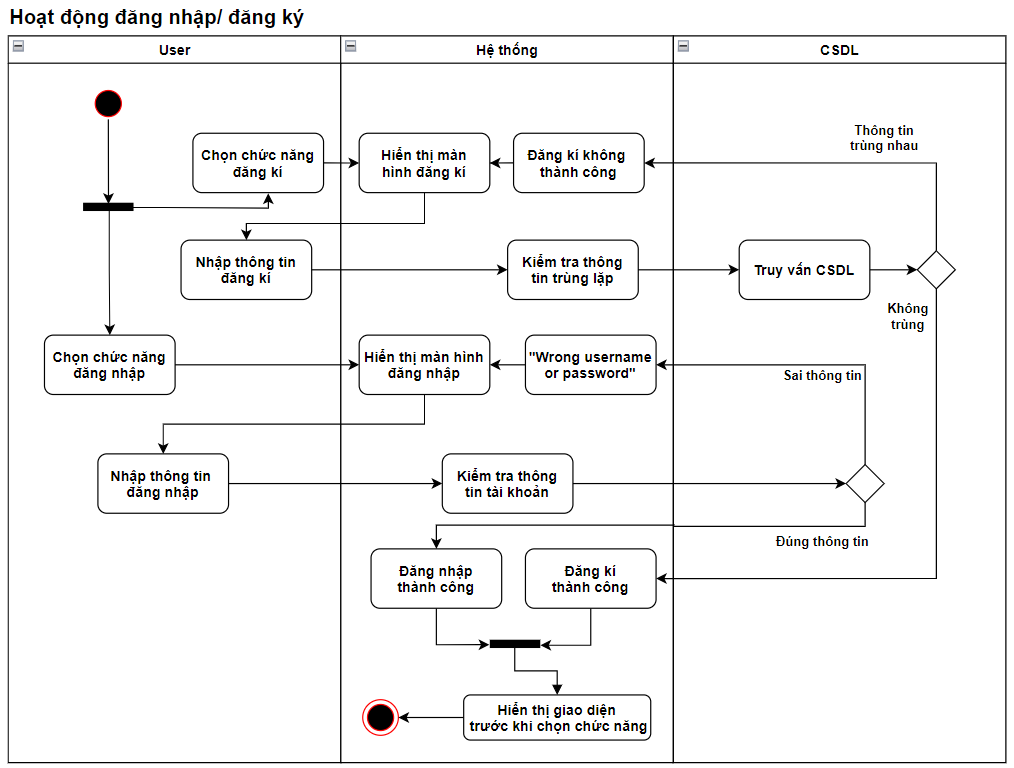 Hoạt động đăng nhập/ đăng ký
User
Hệ thống
CSDL
Thông tin
trùng nhau
Chọn chức năng
đăng kí
Hiển thị màn
hình đăng kí
Đăng kí không
thành công
Nhập thông tin
đăng kí
Kiểm tra thông
tin trùng lặp
Truy vấn CSDL
Không
trùng
Chọn chức năng
đăng nhập
Hiển thị màn hình
đăng nhập
"Wrong username
or password"
Sai thông tin
Nhập thông tin
đăng nhập
Kiểm tra thông
tin tài khoản
Đúng thông tin
Đăng nhập
thành công
Đăng kí
thành công
Hiển thị giao diện
trước khi chọn chức năng